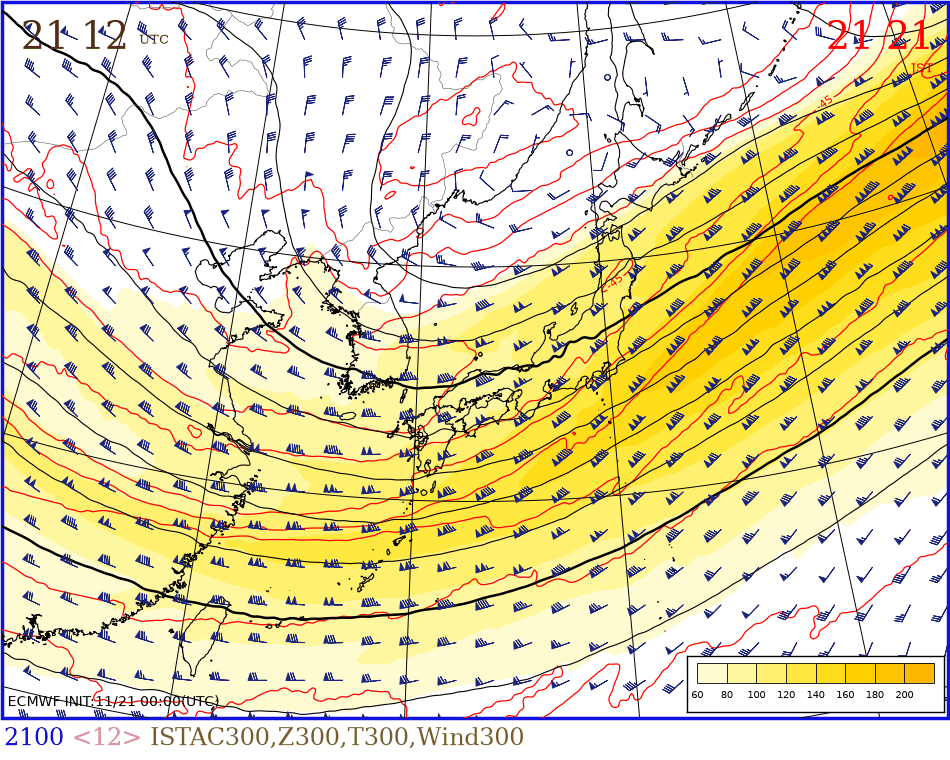 21 12 UTC
21 21
JST
-45
-45
60 80 100 120 140 160 180 200
ECMWF INIT:11/21 00:00(UTC)
2100 <12> ISTAC300,Z300,T300,Wind300